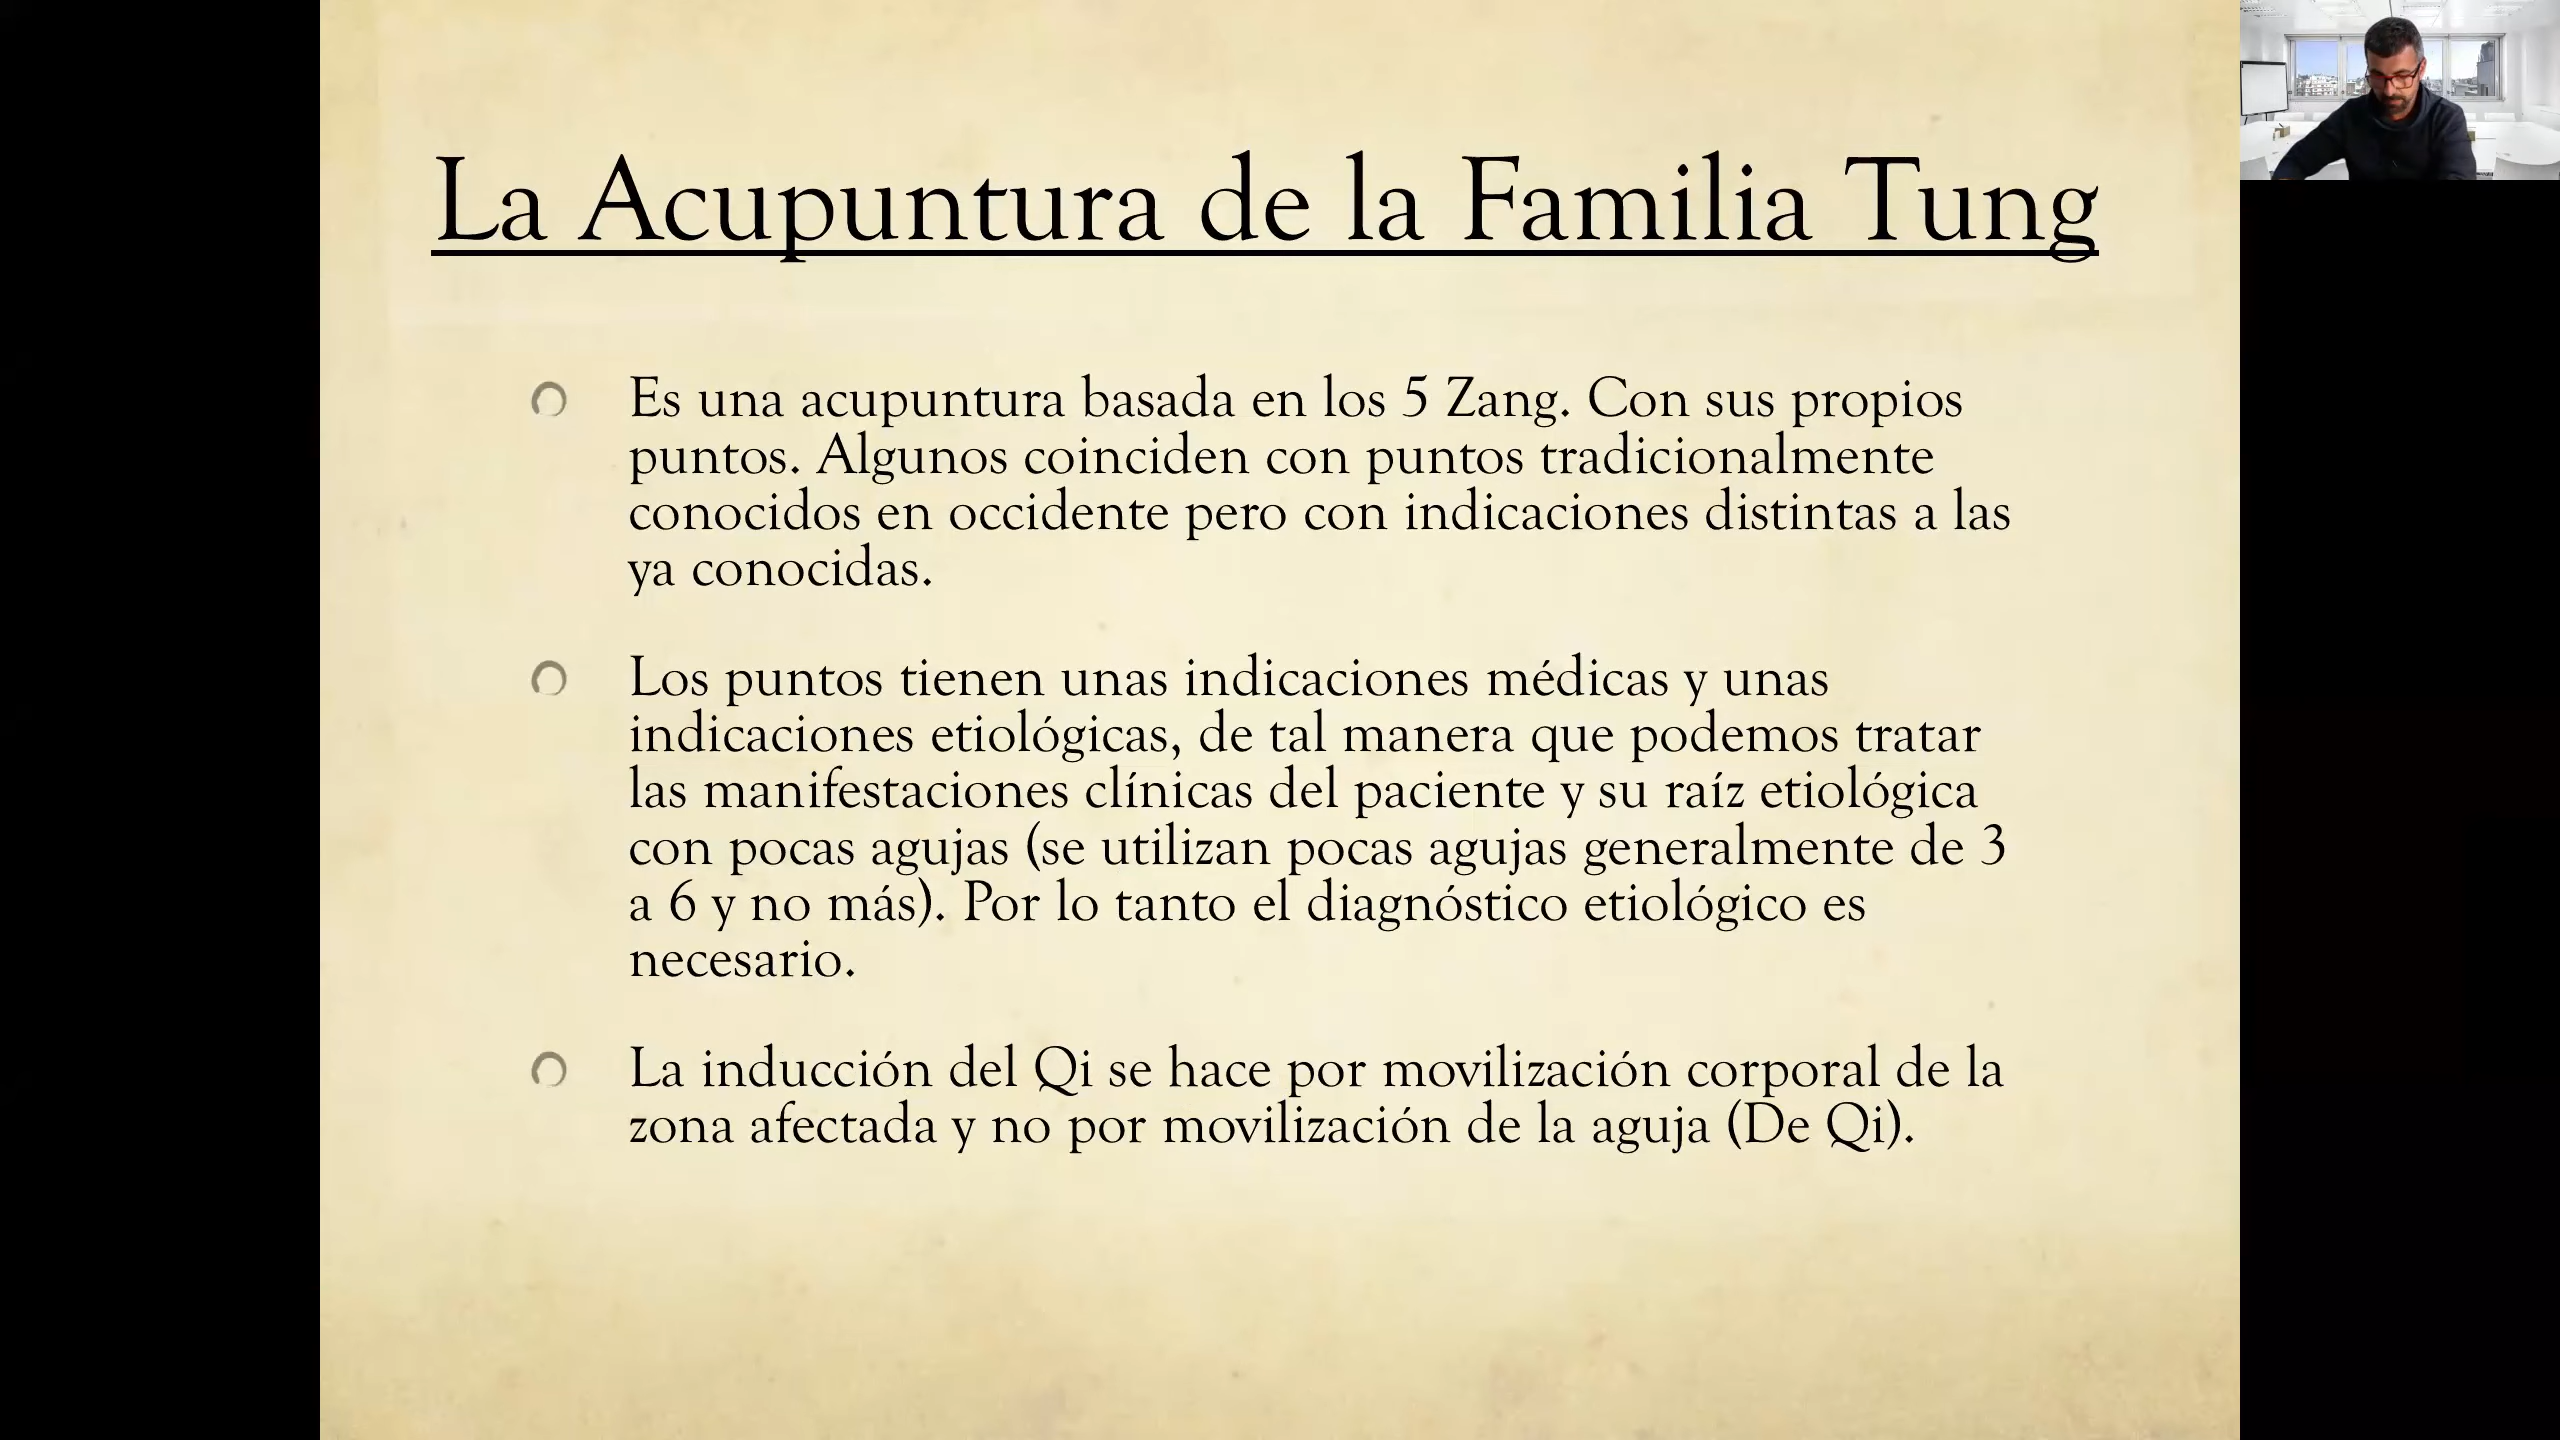 La Acupuntura de la Familia Tung
Es una acupuntura basada en los 5 Zang. Con sus propios
puntos. Algunos coinciden con puntos tradicionalmente
conocidos en occidente pero con indicaciones distintas a las
ya conocidas.
Los puntos tienen unas indicaciones médicas y unas
indicaciones etiológicas, de tal manera que podemos tratar
las manifestaciones clínicas del paciente y su raíz etiológica
con pocas agujas (se utilizan pocas agujas generalmente de 3
a 6 y no más). Por lo tanto el diagnóstico etiológico es
necesario.
La inducción del Qi se hace por movilización corporal de la
zona afectada y no por movilización de la aguja (De Qi).